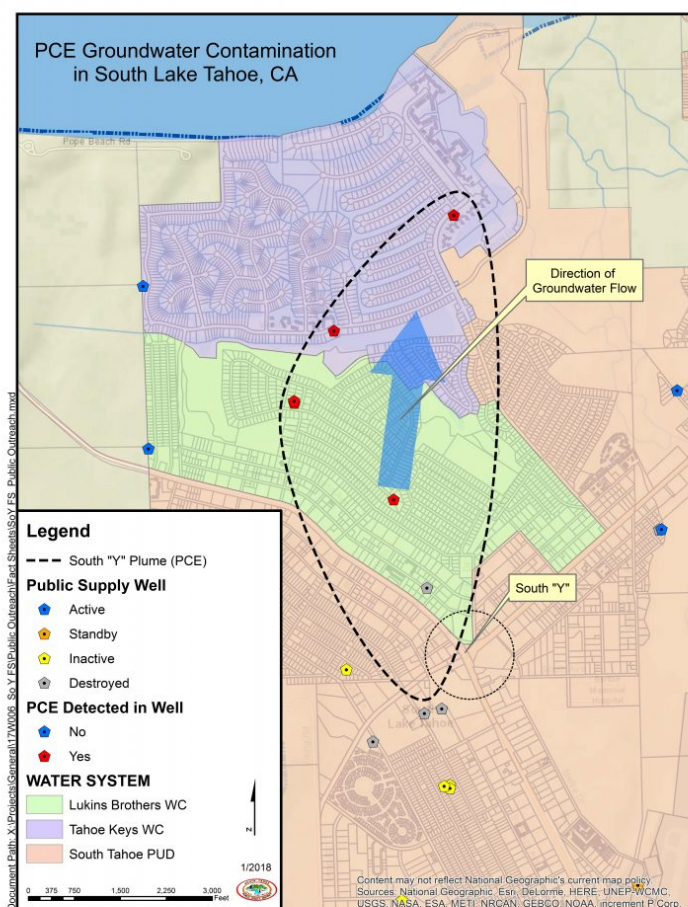 PCE Groundwater Contamination
in South Lake Tahoe, CA
Pope Beach Rd
Direction of
Groundwater Flow
South "Y"
Lake Tahoe
Legend
South "Y" Plume (PCE)
Public Supply Well
Active
Standby
Inactive
Destroyed
PCE Detected in Well
No
Yes
WATER SYSTEM
Lukins Brothers WC
Tahoe Keys WC
South Tahoe PUD
z
1/2018
0 375 750 1,500 2,250 3,000
Feet
Content may not reflect National Geographic's current map policy.
Sources: National Geographic, Esri, DeLorme, HERE, UNEP-WCMC,
USGS, NASA, ESA, METI, NRCAN, GEBCO, NOAA, increment P Corp.
Document Path: X:\Projects\General\17W006_So Y FS\Public Outreach\Fact Sheets\SoY FS_Public Outreach.mxd